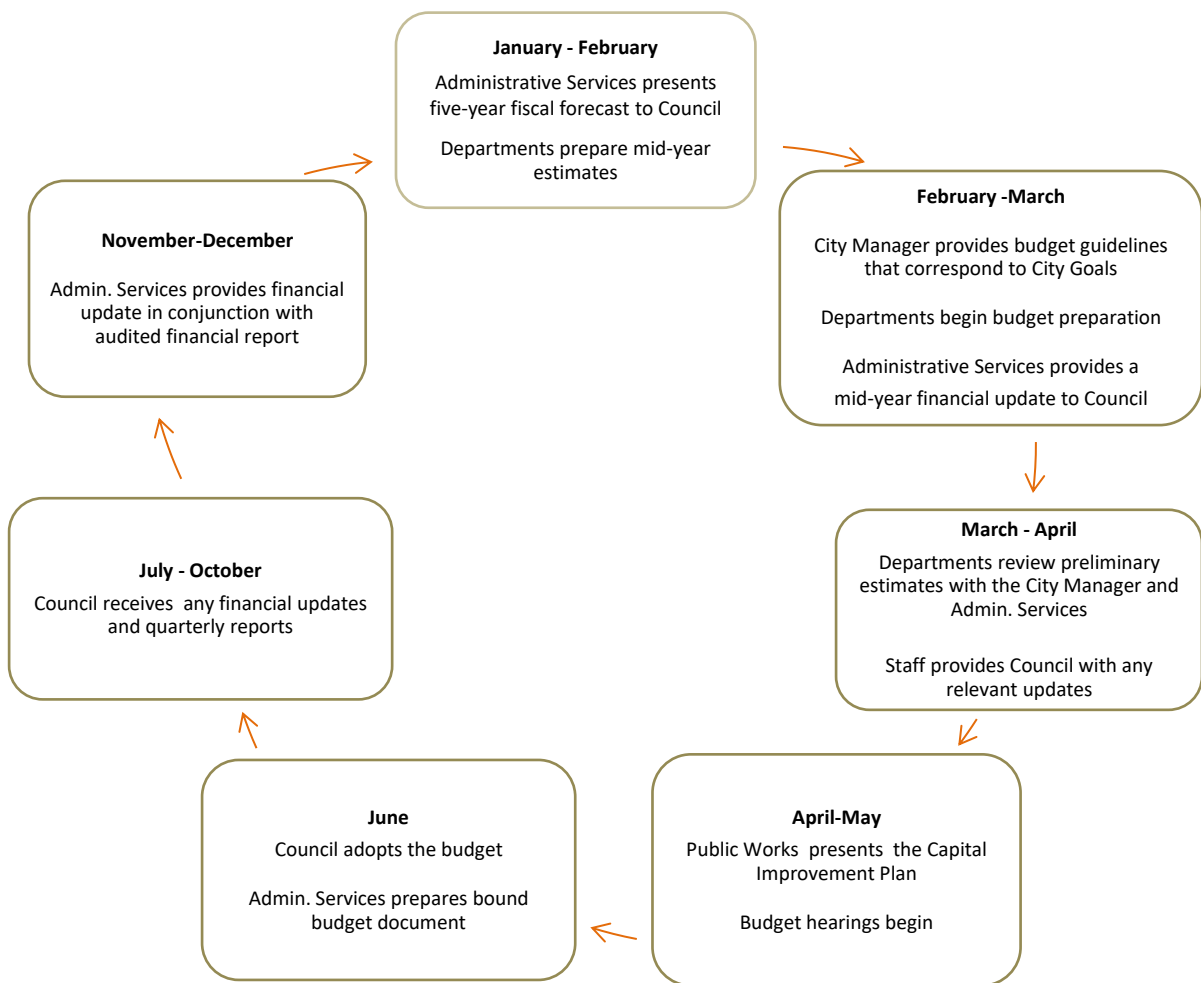 January - February
Administrative Services presents
five-year fiscal forecast to Council
Departments prepare mid-year
estimates
February -March
City Manager provides budget guidelines
that correspond to City Goals
Departments begin budget preparation
Administrative Services provides a
mid-year financial update to Council
March - April
Departments review preliminary
estimates with the City Manager and
Admin. Services
Staff provides Council with any
relevant updates
April-May
Public Works presents the Capital
Improvement Plan
Budget hearings begin
June
Council adopts the budget
Admin. Services prepares bound
budget document
July - October
Council receives any financial updates
and quarterly reports
November-December
Admin. Services provides financial
update in conjunction with
audited financial report